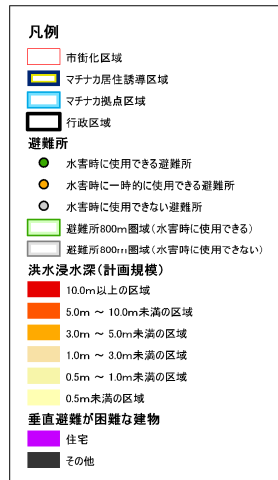 凡例
市街化区域
マチナカ居住誘導区域
マチナカ拠点区域
行政区域
避難所
水害時に使用できる避難所
水害時に一時的に使用できる避難所
水害時に使用できない避難所
避難所800m圏域(水害時に使用できる)
避難所800m圏域(水害時に使用できない)
洪水浸水深(計画規模)
10.0m以上の区域
5.0m ~ 10.0m未満の区域
3.0m ~ 5.0m未満の区域
1.0m ~ 3.0m未満の区域
0.5m ~ 1.0m未満の区域
0.5m未満の区域
垂直避難が困難な建物
住宅
その他